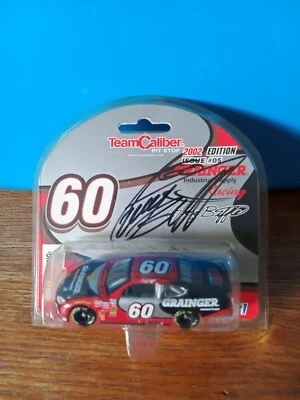 TeamCaliber
PIT STOP
2002 EDITION
ISSUE #05
GRAINGER
Industrial Supply
Racing
60
60
60
GRAINGER